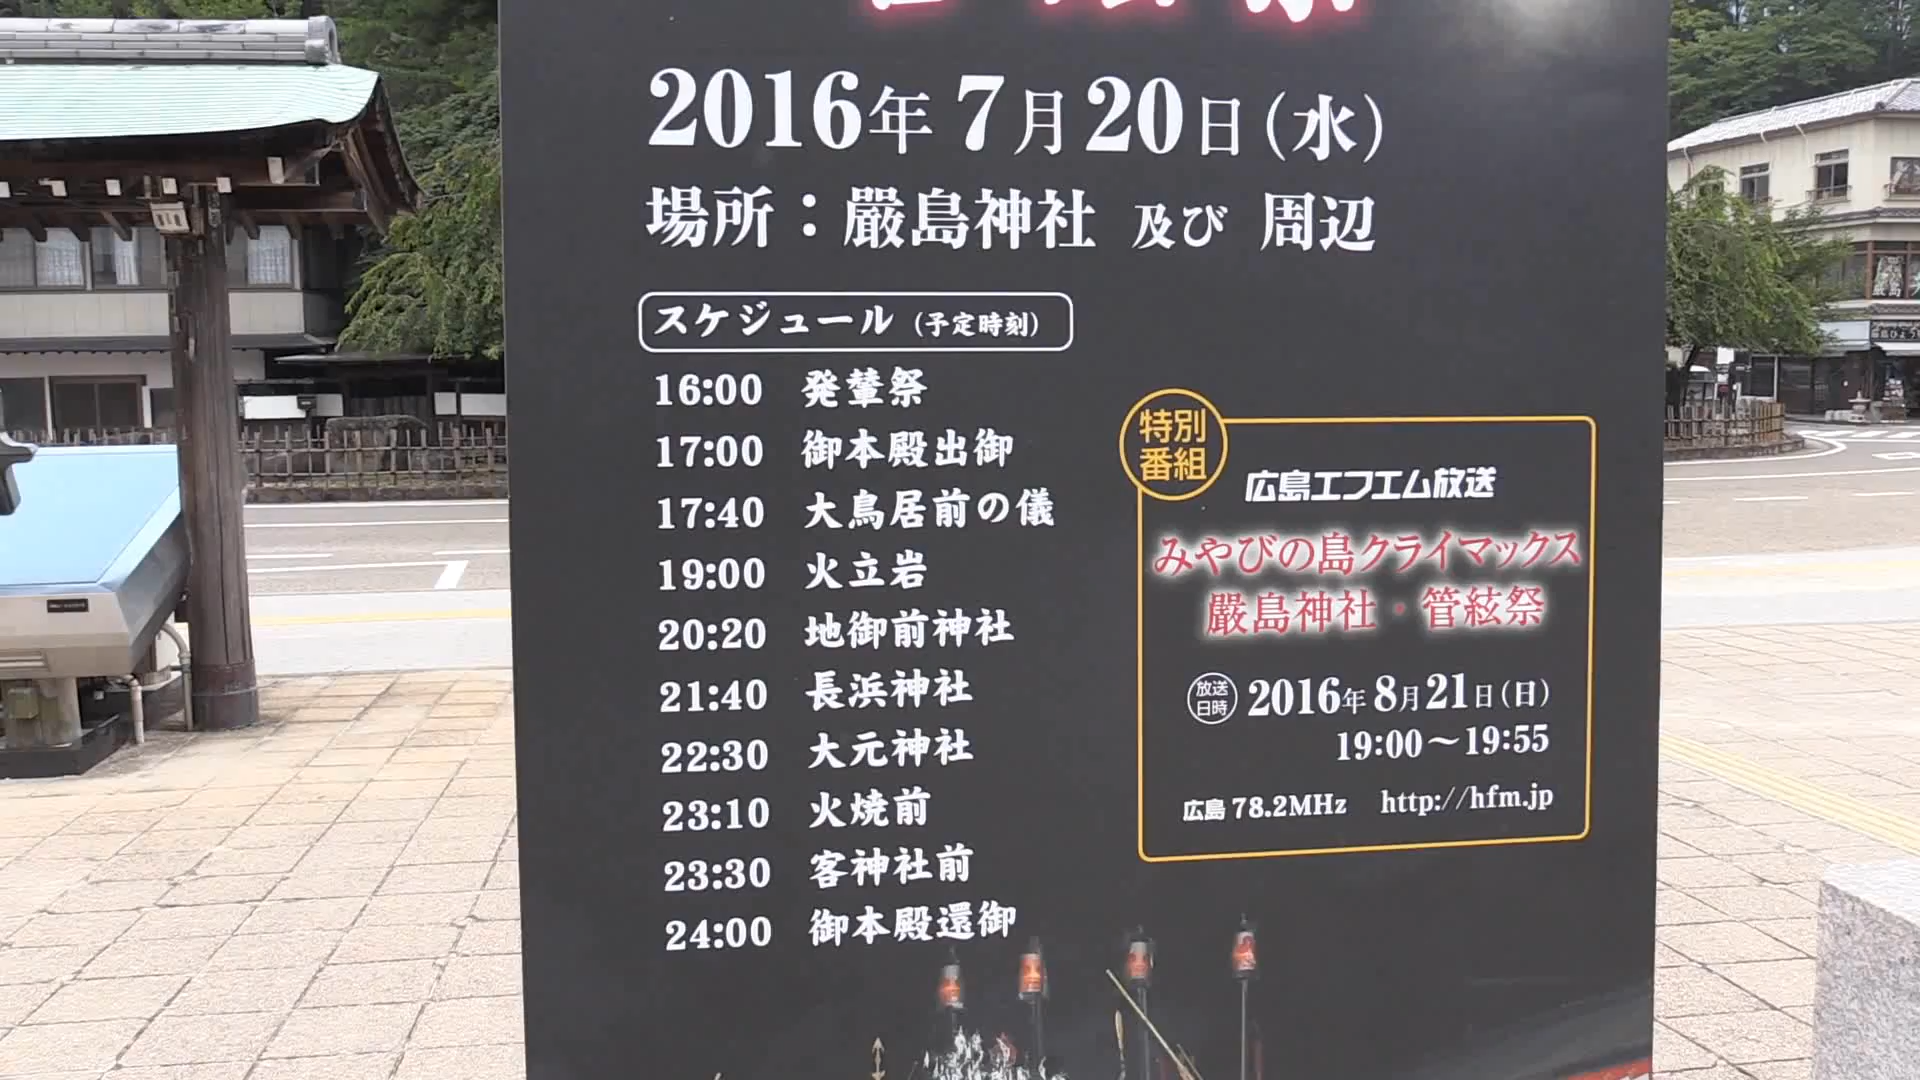 2016年7月20日(水)
場所：嚴島神社 及び 周辺
スケジュール (予定時刻)
16:00 発輦祭
17:00 御本殿出御
17:40 大鳥居前の儀
19:00 火立岩
20:20 地御前神社
21:40 長浜神社
22:30 大元神社
23:10 火焼前
23:30 客神社前
24:00 御本殿還御
特別
番組
広島エフエム放送
みやびの島クライマックス
嚴島神社・管絃祭
放送
日時
2016年8月21日(日)
19:00～19:55
広島 78.2MHz http://hfm.jp